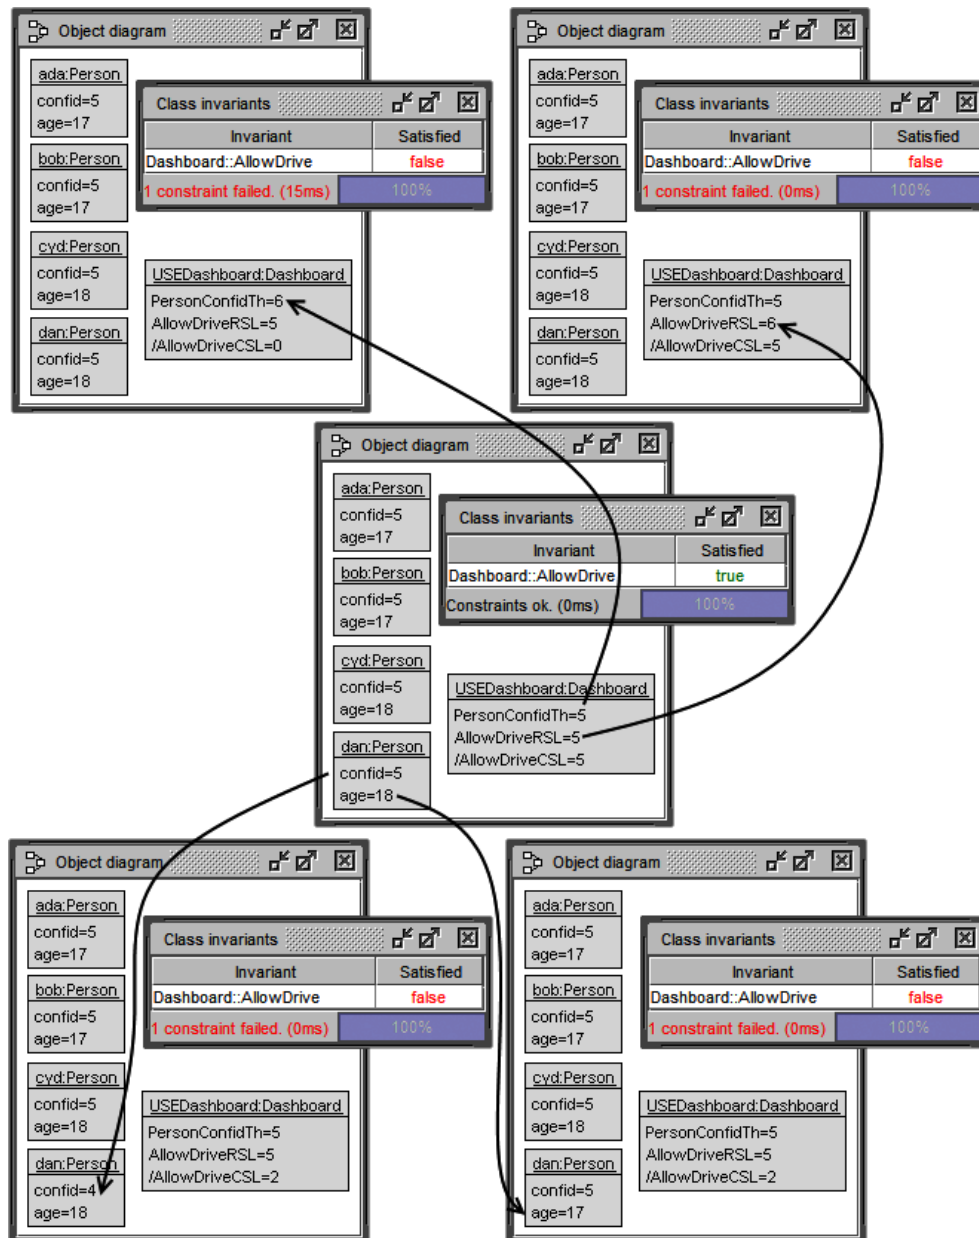 Object diagram
ada:Person
confid=5
age=17
bob:Person
confid=5
age=17
cyd:Person
confid=5
age=18
dan:Person
confid=5
age=18
Class invariants
Invariant Satisfied
Dashboard::AllowDrive false
1 constraint failed. (15ms) 100%
USEDashboard:Dashboard
PersonConfidTh=6
AllowDriveRSL=5
/AllowDriveCSL=0
Object diagram
ada:Person
confid=5
age=17
bob:Person
confid=5
age=17
cyd:Person
confid=5
age=18
dan:Person
confid=5
age=18
Class invariants
Invariant Satisfied
Dashboard::AllowDrive false
1 constraint failed. (0ms) 100%
USEDashboard:Dashboard
PersonConfidTh=5
AllowDriveRSL=6
/AllowDriveCSL=5
Object diagram
ada:Person
confid=5
age=17
bob:Person
confid=5
age=17
cyd:Person
confid=5
age=18
dan:Person
confid=5
age=18
Class invariants
Invariant Satisfied
Dashboard::AllowDrive true
Constraints ok. (0ms) 100%
USEDashboard:Dashboard
PersonConfidTh=5
AllowDriveRSL=5
/AllowDriveCSL=5
Object diagram
ada:Person
confid=5
age=17
bob:Person
confid=5
age=17
cyd:Person
confid=5
age=18
dan:Person
confid=4
age=18
Class invariants
Invariant Satisfied
Dashboard::AllowDrive false
1 constraint failed. (0ms) 100%
USEDashboard:Dashboard
PersonConfidTh=5
AllowDriveRSL=5
/AllowDriveCSL=2
Object diagram
ada:Person
confid=5
age=17
bob:Person
confid=5
age=17
cyd:Person
confid=5
age=18
dan:Person
confid=5
age=17
Class invariants
Invariant Satisfied
Dashboard::AllowDrive false
1 constraint failed. (0ms) 100%
USEDashboard:Dashboard
PersonConfidTh=5
AllowDriveRSL=5
/AllowDriveCSL=2